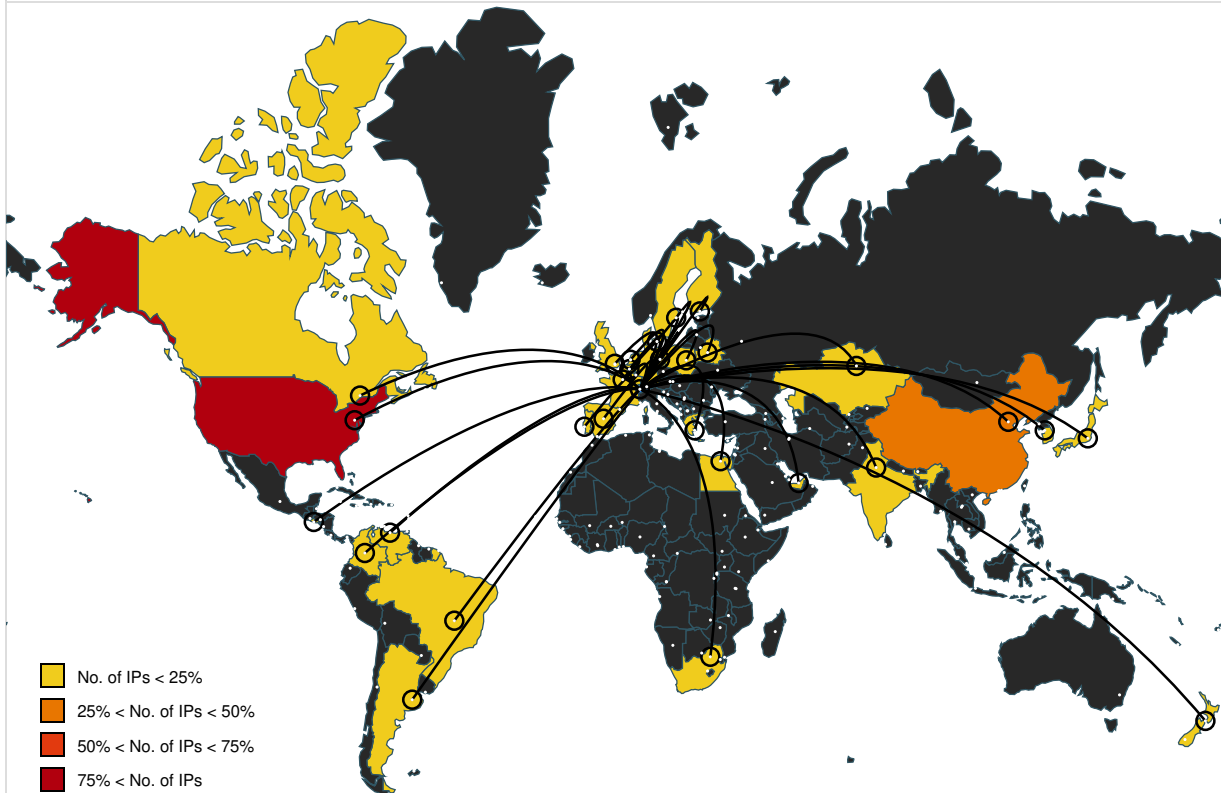 No. of IPs < 25%
25% < No. of IPs < 50%
50% < No. of IPs < 75%
75% < No. of IPs